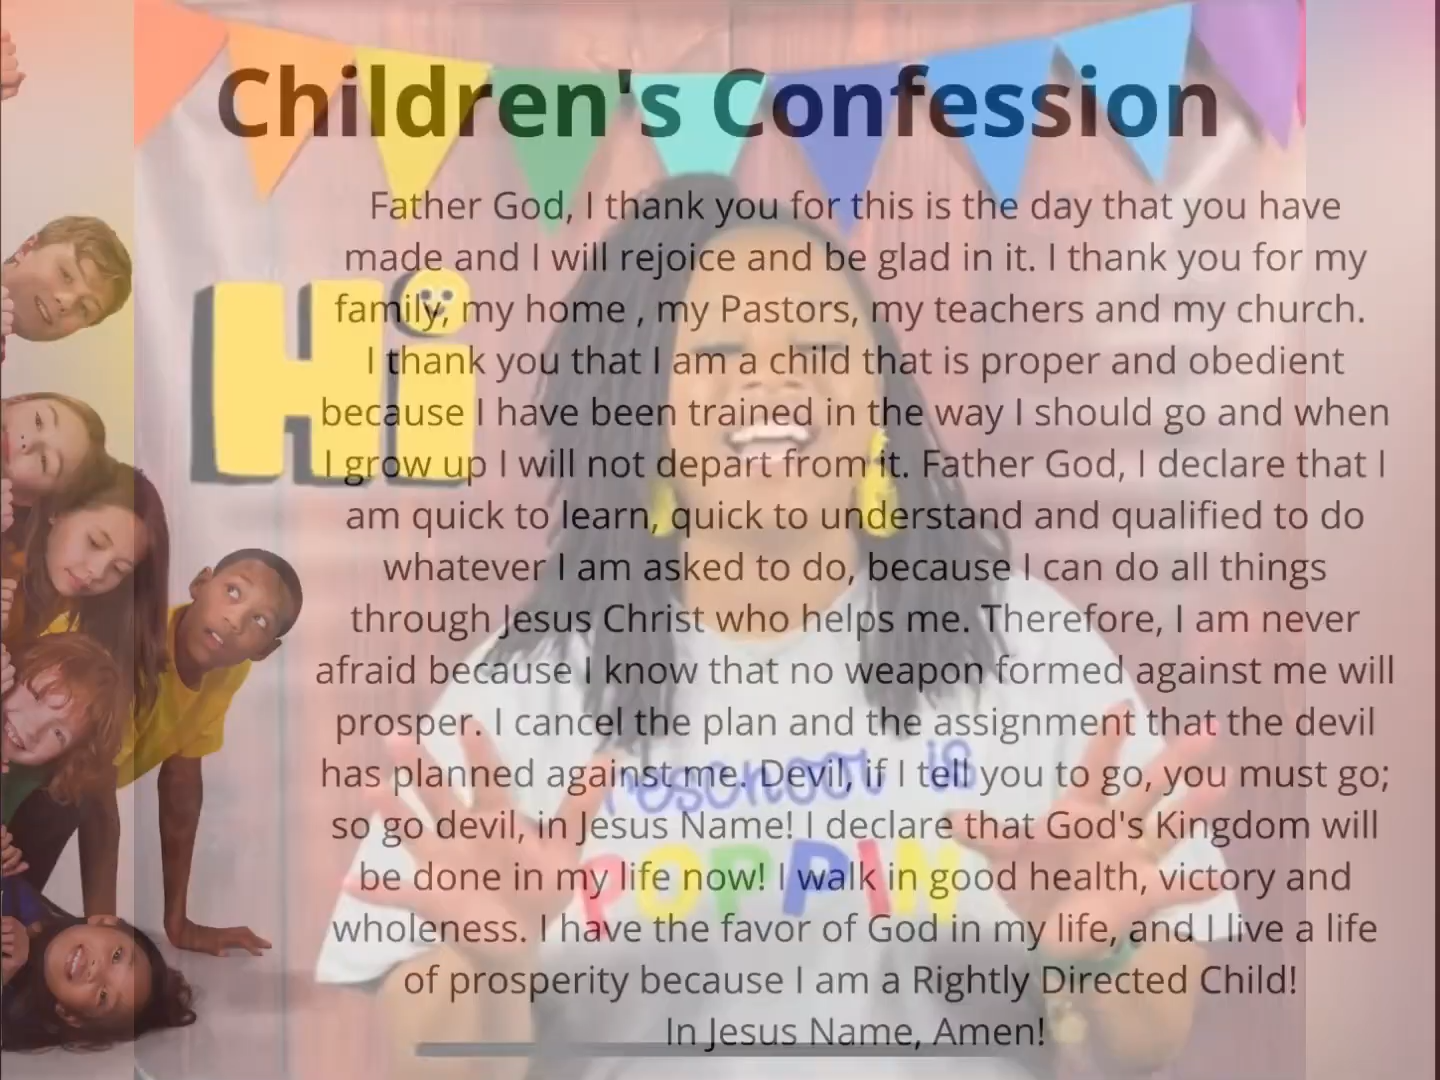 Children's Confession
Father God, I thank you for this is the day that you have
made and I will rejoice and be glad in it. I thank you for my
family, my home , my Pastors, my teachers and my church.
I thank you that I am a child that is proper and obedient
because I have been trained in the way I should go and when
I grow up I will not depart from it. Father God, I declare that I
am quick to learn, quick to understand and qualified to do
whatever I am asked to do, because I can do all things
through Jesus Christ who helps me. Therefore, I am never
afraid because I know that no weapon formed against me will
prosper. I cancel the plan and the assignment that the devil
has planned against me. Devil, if I tell you to go, you must go;
so go devil, in Jesus Name! I declare that God's Kingdom will
be done in my life now! I walk in good health, victory and
wholeness. I have the favor of God in my life, and I live a life
of prosperity because I am a Rightly Directed Child!
In Jesus Name, Amen!
Hi
is
POPPIN